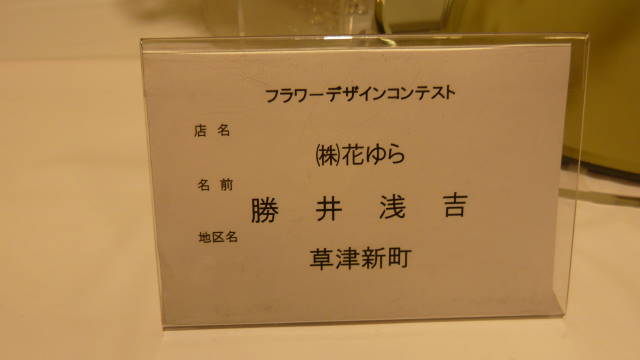 フラワーデザインコンテスト
店名
㈱花ゆら
名前
勝井浅吉
地区名
草津新町